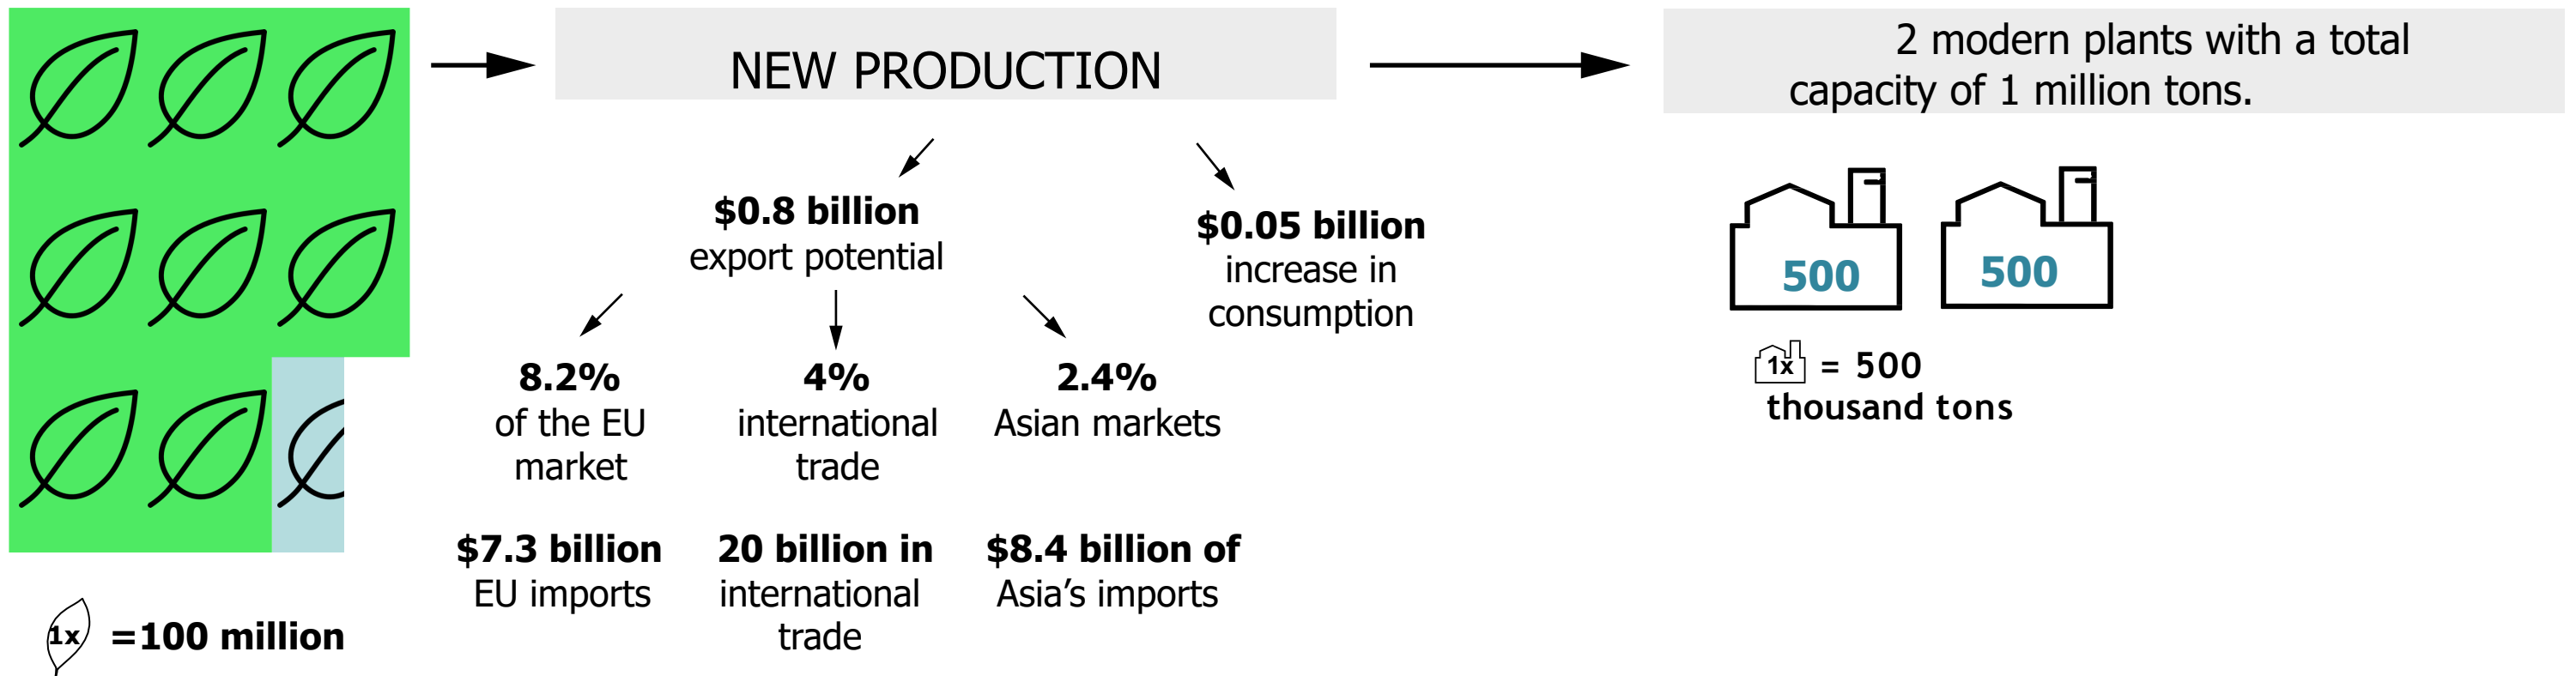 NEW PRODUCTION
2 modern plants with a total
capacity of 1 million tons.
$0.8 billion
export potential
$0.05 billion
increase in
consumption
8.2%
of the EU
market
4%
international
trade
2.4%
Asian markets
$7.3 billion
EU imports
20 billion in
international
trade
$8.4 billion of
Asia’s imports
500
500
1x = 500
thousand tons
1x =100 million